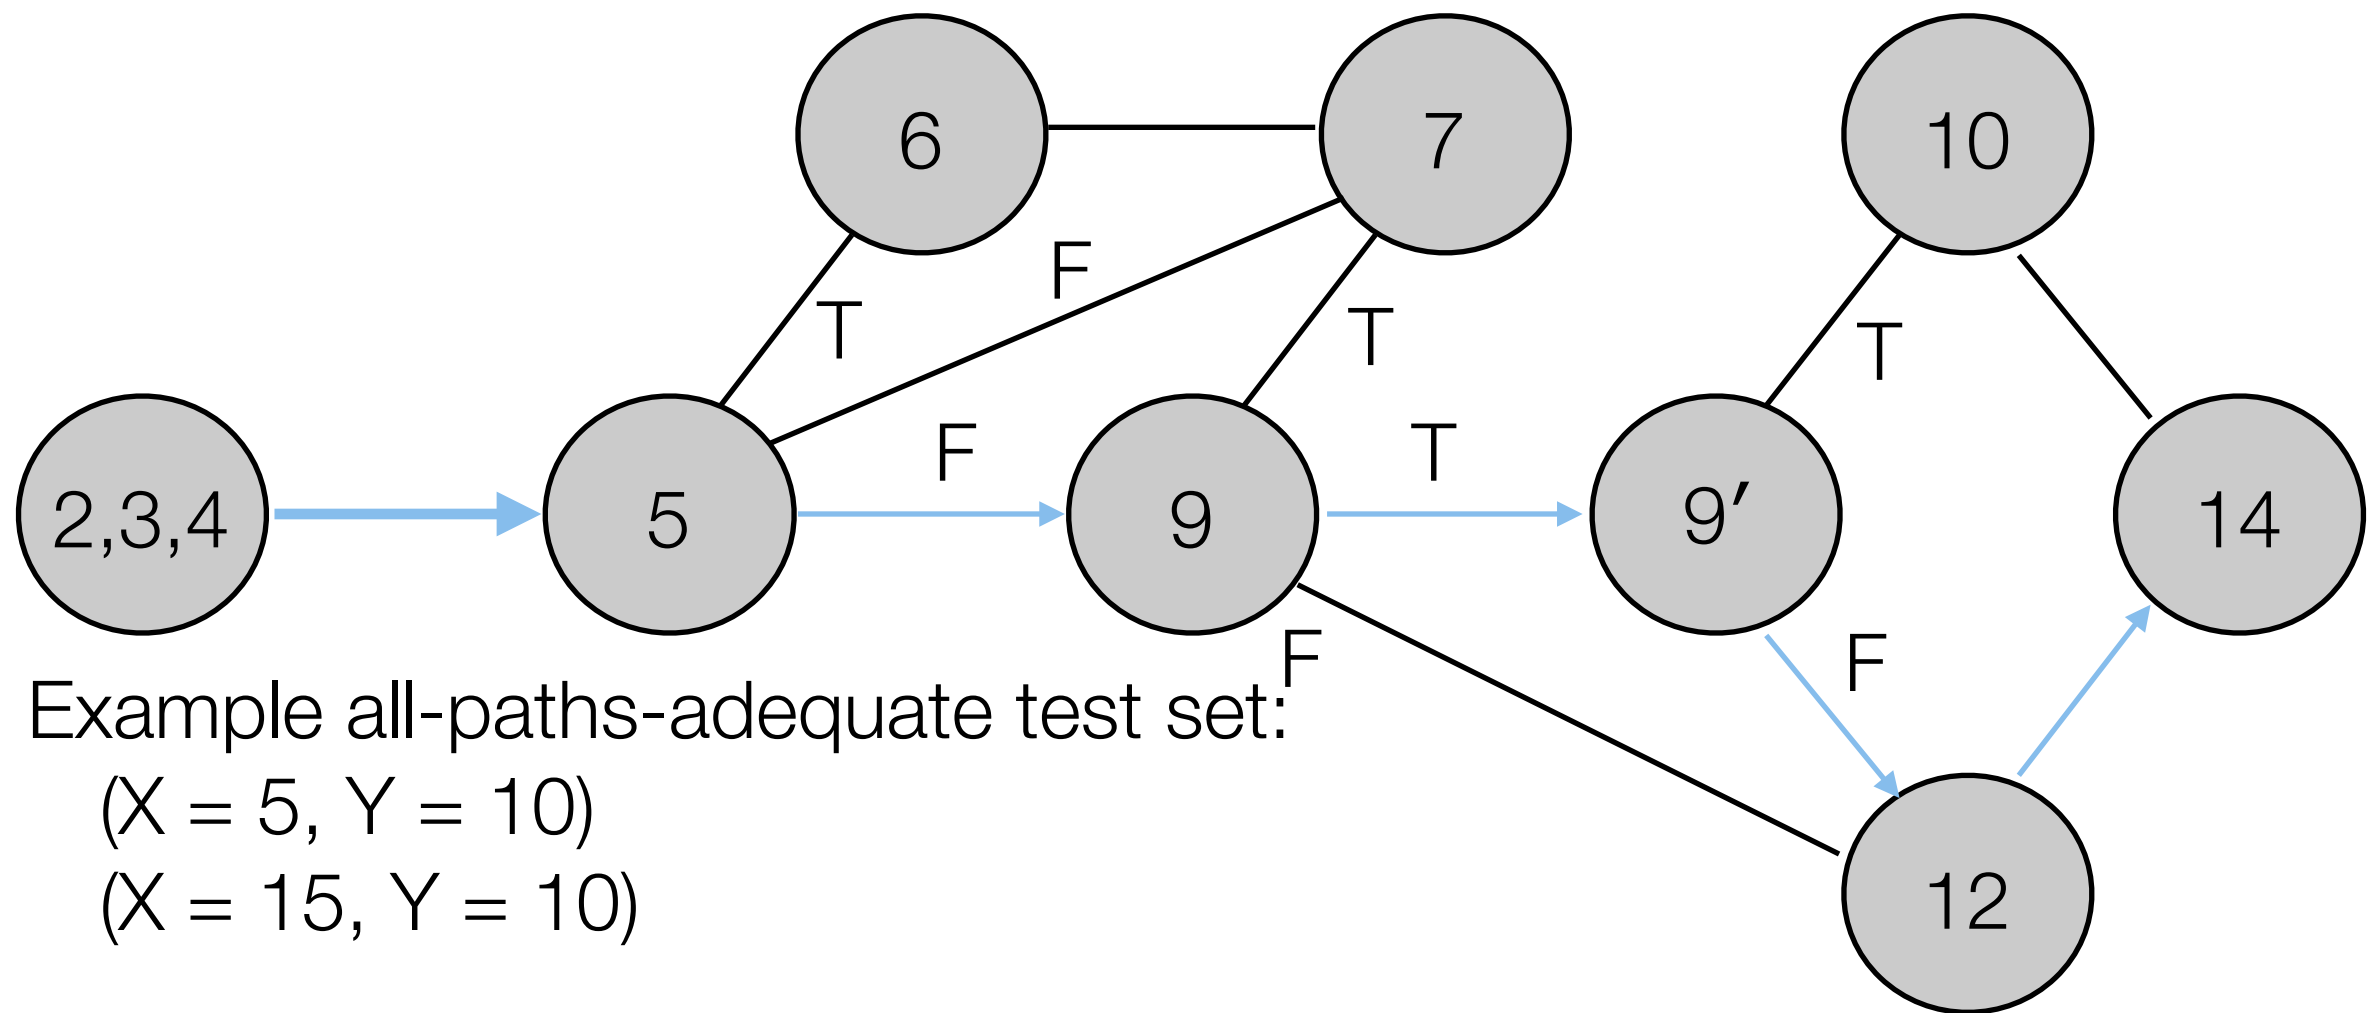 6
7
10
F
T
T
T
F
T
2,3,4
5
9
9′
14
F
F
Example all-paths-adequate test set:
(X = 5, Y = 10)
(X = 15, Y = 10)
12